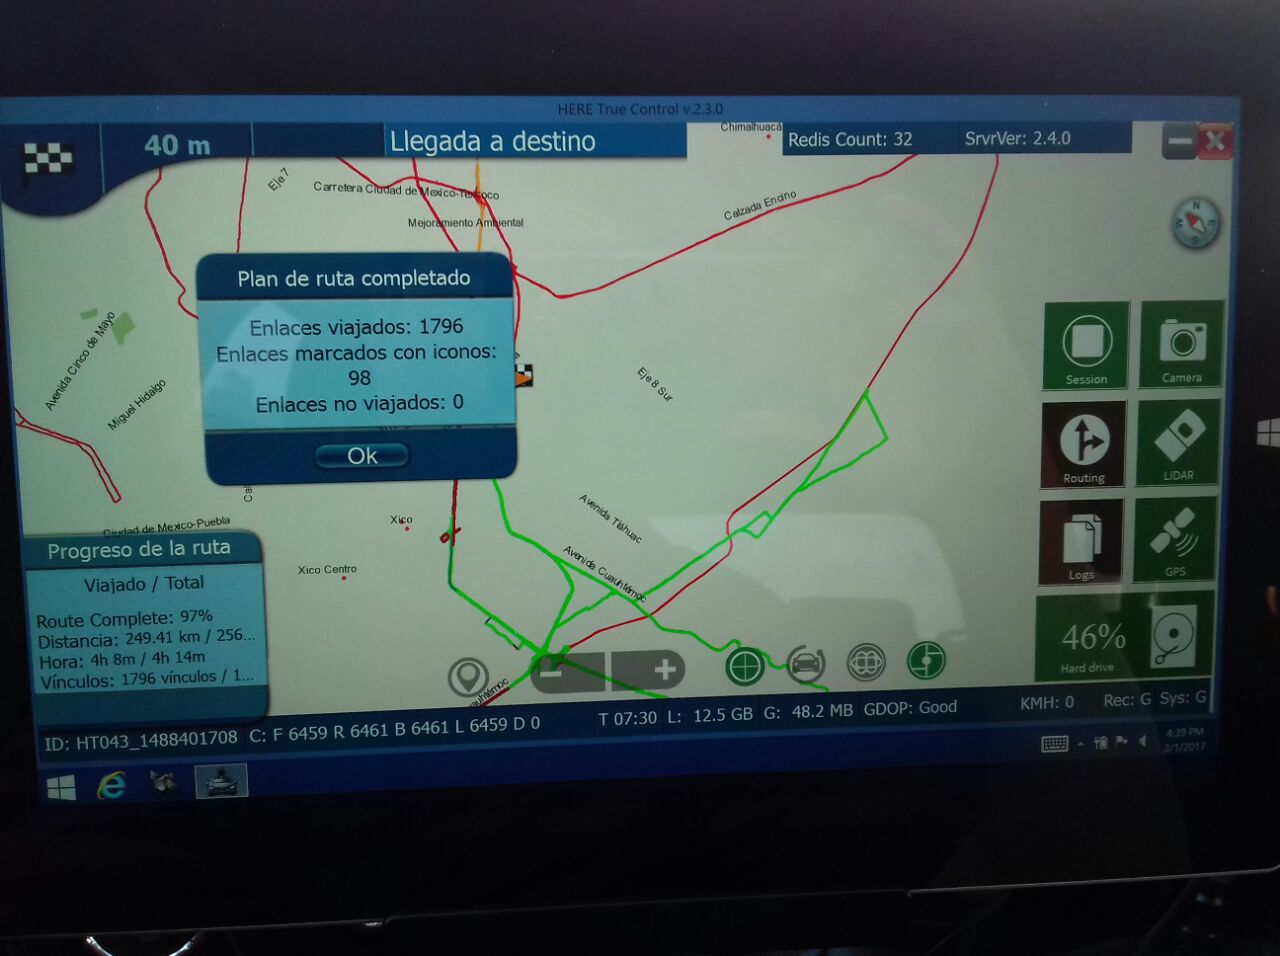 HERE True Control v.2.3.0
40 m
Llegada a destino
Chimalhuacá
Redis Count: 32
SrvrVer: 2.4.0
Eje 7
Carretera Ciudad de Mexico-Texcoco
Mejoramiento Ambiental
Calzada Encino
N
E
S
Plan de ruta completado
Enlaces viajados: 1796
Enlaces marcados con iconos:
98
Enlaces no viajados: 0
Ok
Avenida Cinco de Mayo
Miguel Hidalgo
Eje 8 Sur
Session
Camera
Routing
LIDAR
Logs
GPS
46%
Hard drive
Ciudad de Mexico-Puebla
Xico
Xico Centro
Avenida Tláhuac
Avenida Cuauhtémoc
Progreso de la ruta
Viajado / Total
Route Complete: 97%
Distancia: 249.41 km / 256...
Hora: 4h 8m / 4h 14m
Vínculos: 1796 vínculos / 1...
ID: HT043_1488401708
C: F 6459 R 6461 B 6461 L 6459 D 0
T 07:30 L: 12.5 GB G: 48.2 MB GDOP: Good
KMH: 0
Rec: G Sys: G
4:39 PM
3/1/2017